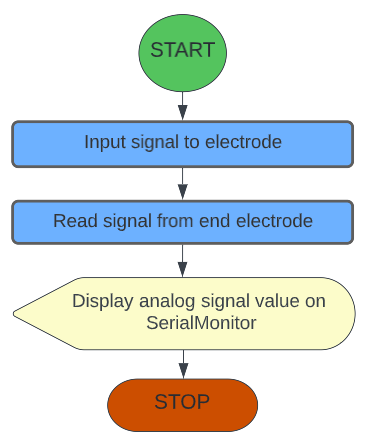 START
Input signal to electrode
Read signal from end electrode
Display analog signal value on
SerialMonitor
STOP